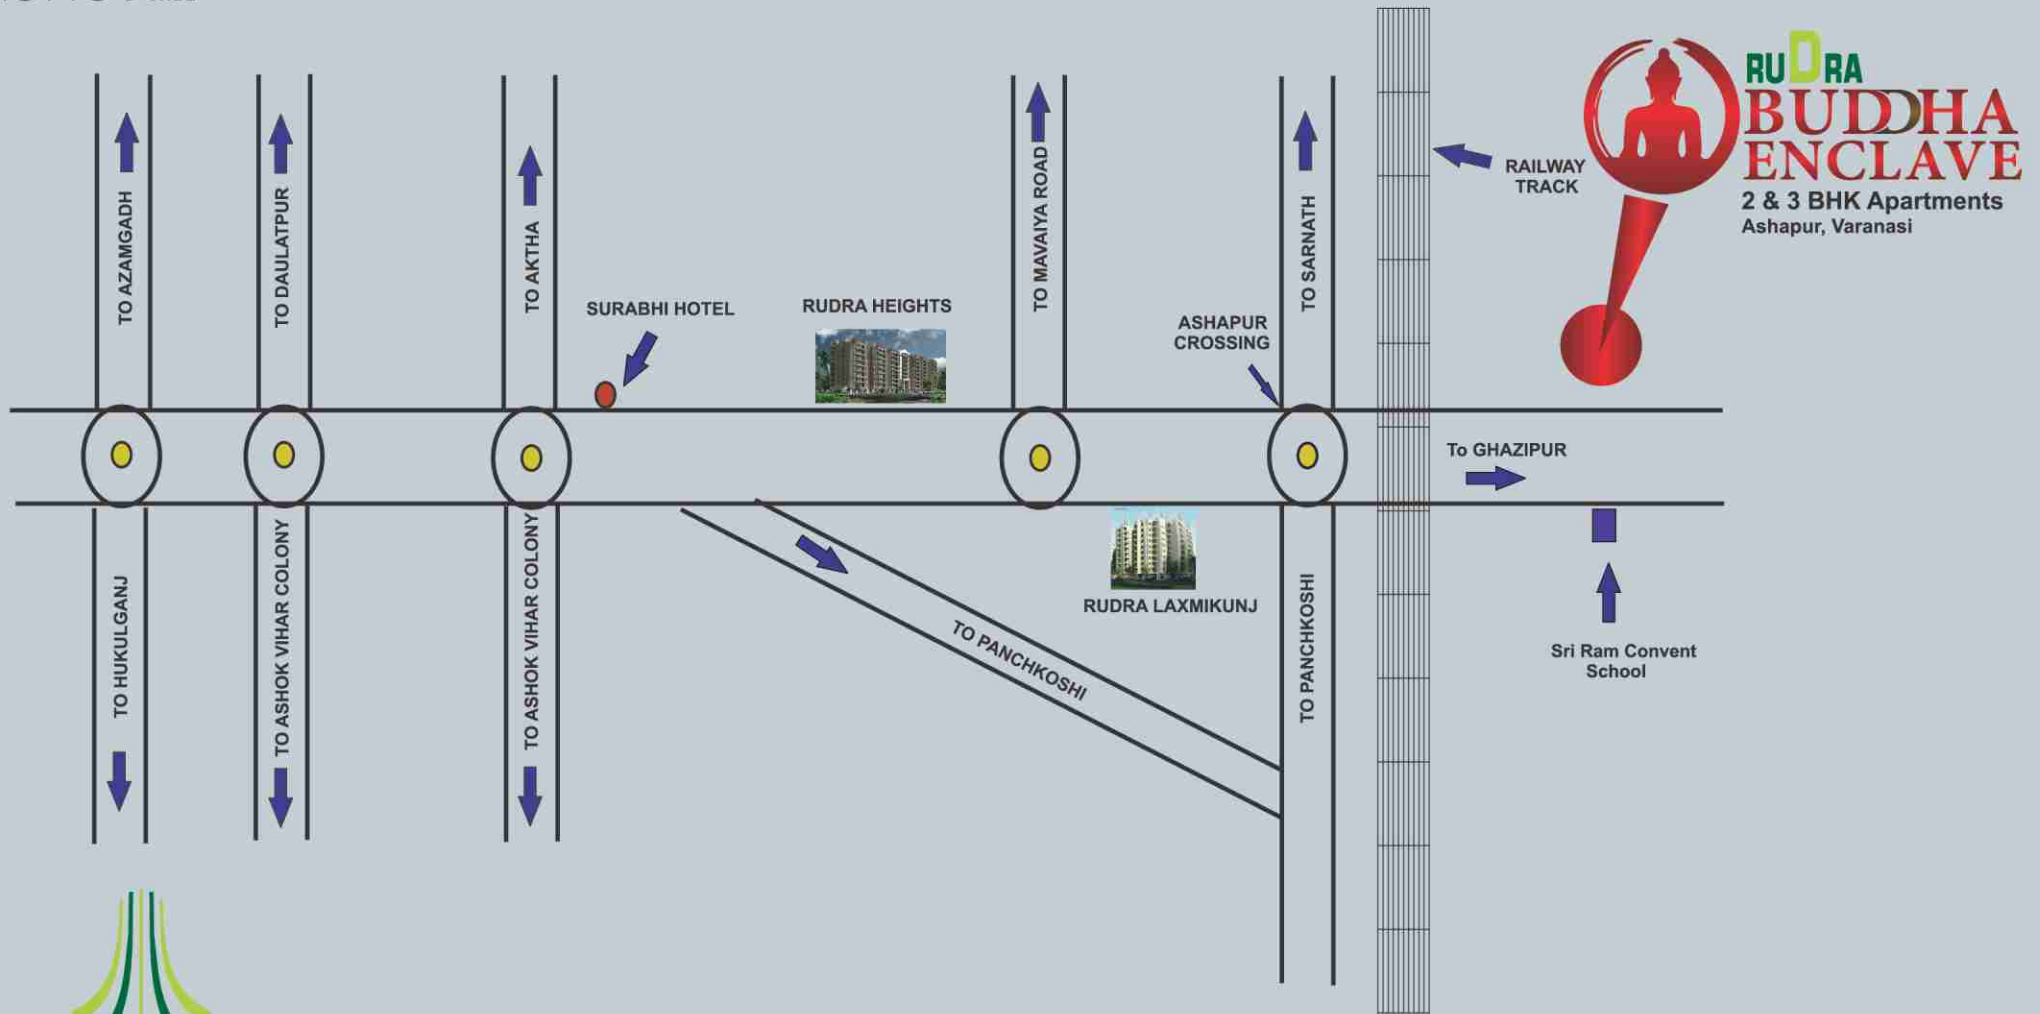 RUDRA
BUDDHA
ENCLAVE
2 & 3 BHK Apartments
Ashapur, Varanasi
RAILWAY
TRACK
TO AZAMGADH
TO DAULATPUR
TO AKTHA
TO MAVAIYA ROAD
TO SARNATH
SURABHI HOTEL
RUDRA HEIGHTS
ASHAPUR
CROSSING
To GHAZIPUR
TO HUKULGANJ
TO ASHOK VIHAR COLONY
TO ASHOK VIHAR COLONY
TO PANCHKOSHI
RUDRA LAXMIKUNJ
TO PANCHKOSHI
Sri Ram Convent
School